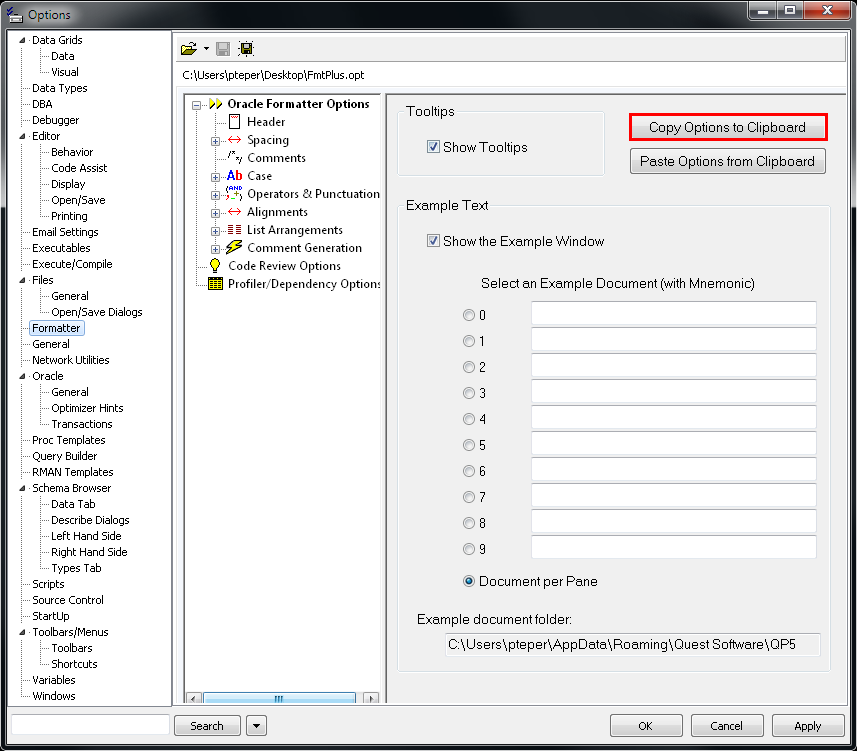 Options
Data Grids
Data
Visual
Data Types
DBA
Debugger
Editor
Behavior
Code Assist
Display
Open/Save
Printing
Email Settings
Executables
Execute/Compile
Files
General
Open/Save Dialogs
Formatter
General
Network Utilities
Oracle
General
Optimizer Hints
Transactions
Proc Templates
Query Builder
RMAN Templates
Schema Browser
Data Tab
Describe Dialogs
Left Hand Side
Right Hand Side
Types Tab
Scripts
Source Control
StartUp
Toolbars/Menus
Toolbars
Shortcuts
Variables
Windows
C:\Users\pteper\Desktop\FmtPlus.opt
Oracle Formatter Options
Header
Spacing
Comments
Ab Case
Operators & Punctuation
Alignments
List Arrangements
Comment Generation
Code Review Options
Profiler/Dependency Options
Tooltips
Show Tooltips
Copy Options to Clipboard
Paste Options from Clipboard
Example Text
Show the Example Window
Select an Example Document (with Mnemonic)
0
1
2
3
4
5
6
7
8
9
Document per Pane
Example document folder:
C:\Users\pteper\AppData\Roaming\Quest Software\QP5
Search
OK
Cancel
Apply